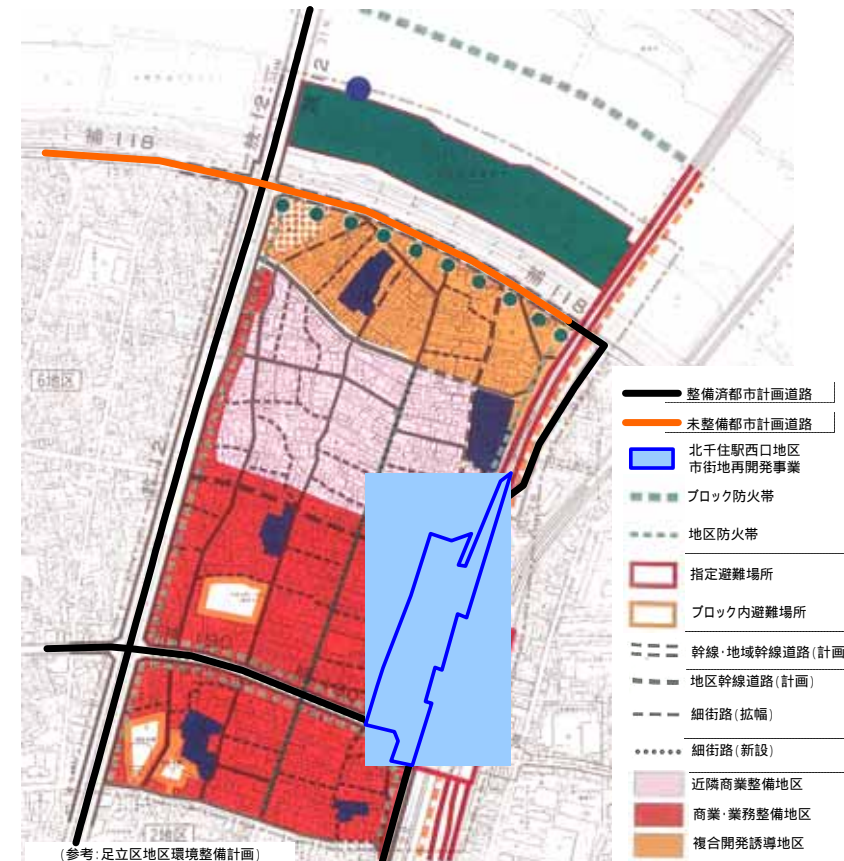 補118
補118
6地区
2地区
整備済都市計画道路
未整備都市計画道路
北千住駅西口地区
市街地再開発事業
ブロック防火帯
地区防火帯
指定避難場所
ブロック内避難場所
幹線・地域幹線道路(計画
地区幹線道路(計画)
細街路(拡幅)
細街路(新設)
近隣商業整備地区
商業・業務整備地区
複合開発誘導地区
(参考:足立区地区環境整備計画)